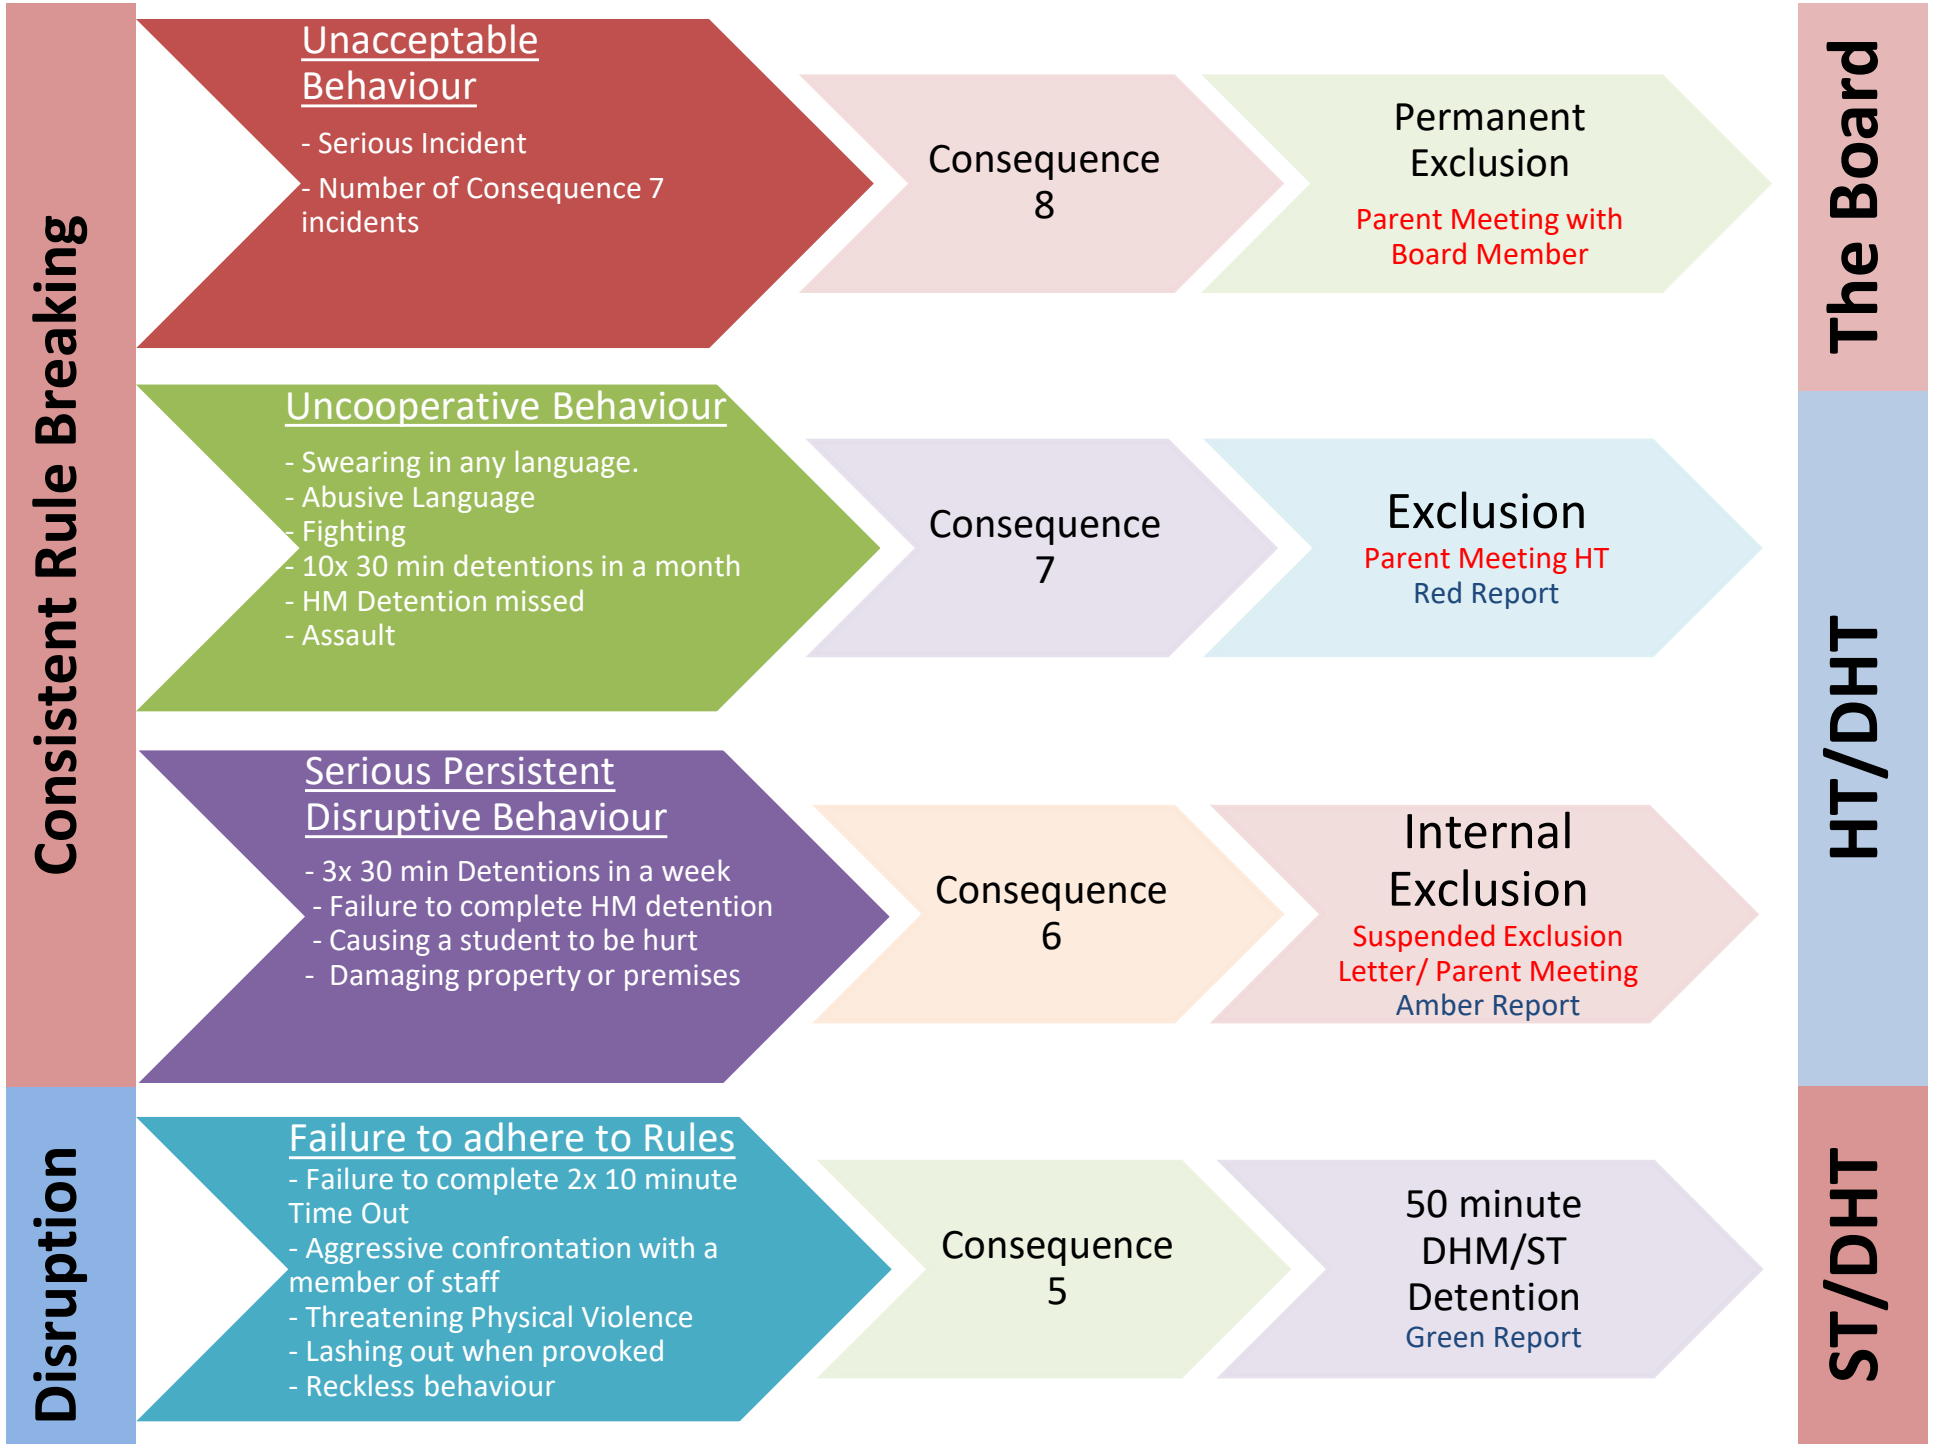 Consistent Rule Breaking
Unacceptable
Behaviour
- Serious Incident
- Number of Consequence 7
incidents
Consequence
8
Permanent
Exclusion
Parent Meeting with
Board Member
The Board
Uncooperative Behaviour
- Swearing in any language.
- Abusive Language
- Fighting
- 10x 30 min detentions in a month
- HM Detention missed
- Assault
Consequence
7
Exclusion
Parent Meeting HT
Red Report
HT/DHT
Serious Persistent
Disruptive Behaviour
- 3x 30 min Detentions in a week
- Failure to complete HM detention
- Causing a student to be hurt
- Damaging property or premises
Consequence
6
Internal
Exclusion
Suspended Exclusion
Letter/ Parent Meeting
Amber Report
Disruption
Failure to adhere to Rules
- Failure to complete 2x 10 minute
Time Out
- Aggressive confrontation with a
member of staff
- Threatening Physical Violence
- Lashing out when provoked
- Reckless behaviour
Consequence
5
50 minute
DHM/ST
Detention
Green Report
ST/DHT